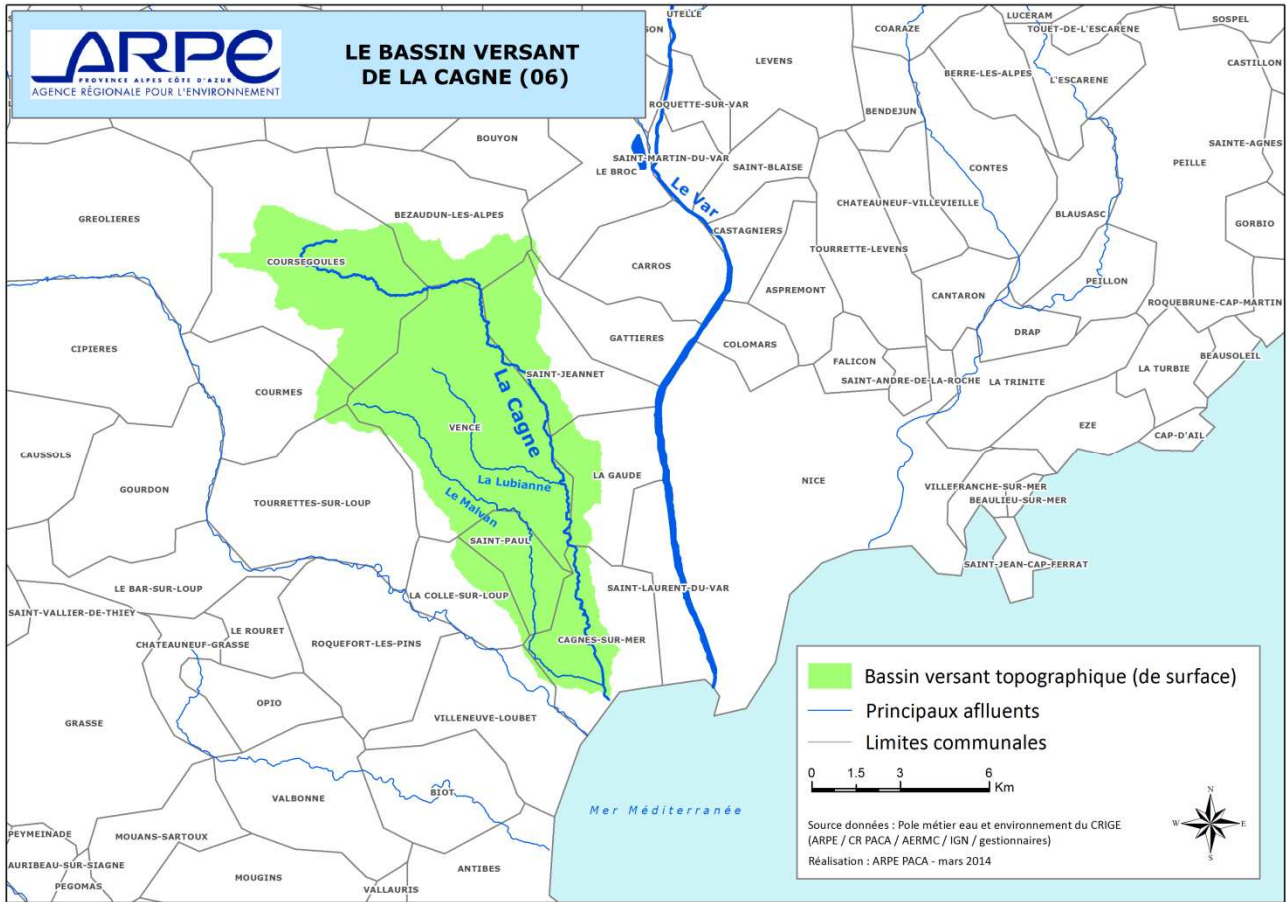 ARPE
PROVENCE ALPES CÔTE D'AZUR
AGENCE RÉGIONALE POUR L'ENVIRONNEMENT
LE BASSIN VERSANT
DE LA CAGNE (06)
UTELLE
SON
LEVENS
COARAZE
LUCERAM
TOUET-DE-L'ESCARENE
SOSPEL
CASTILLON
BERRE-LES-ALPES
L'ESCARENE
ROQUETTE-SUR-VAR
BENDEJUN
BOUYON
SAINT-MARTIN-DU-VAR
SAINT-BLAISE
LE BROC
CONTES
PEILLE
SAINTE-AGNES
Le Var
GREOLIERES
BEZAUDUN-LES-ALPES
CHATEAUNEUF-VILLEVIEILLE
BLAUSASC
GORBIO
CASTAGNIERS
TOURRETTE-LEVENS
COURSEGOULES
CARROS
ASPREMONT
CANTARON
PEILLON
ROQUEBRUNE-CAP-MARTIN
DRAP
CIPIERES
GATTIERES
COLOMARS
FALICON
BEAUSOLEIL
LA TURBIE
SAINT-JEANNET
SAINT-ANDRE-DE-LA-ROCHE
LA TRINITE
COURMES
La Cagne
VENCE
EZE
CAP-D'AIL
CAUSSOLS
GOURDON
LA GAUDE
NICE
La Lubianne
VILLEFRANCHE-SUR-MER
BEAULIEU-SUR-MER
TOURRETTES-SUR-LOUP
Le Malvan
SAINT-PAUL
SAINT-JEAN-CAP-FERRAT
LE BAR-SUR-LOUP
LA COLLE-SUR-LOUP
SAINT-LAURENT-DU-VAR
SAINT-VALLIER-DE-THIEY
LE ROURET
CHATEAUNEUF-GRASSE
ROQUEFORT-LES-PINS
CAGNES-SUR-MER
OPIO
GRASSE
VILLENEUVE-LOUBET
VALBONNE
BIOT
Mer Méditerranée
PEYMEINADE
MOUANS-SARTOUX
AURIBEAU-SUR-SIAGNE
PEGOMAS
MOUGINS
VALLAURIS
ANTIBES
Bassin versant topographique (de surface)
Principaux aflluents
Limites communales
0 1.5 3 6
Km
N
W E
S
Source données : Pole métier eau et environnement du CRIGE
(ARPE / CR PACA / AERMC / IGN / gestionnaires)
Réalisation : ARPE PACA - mars 2014